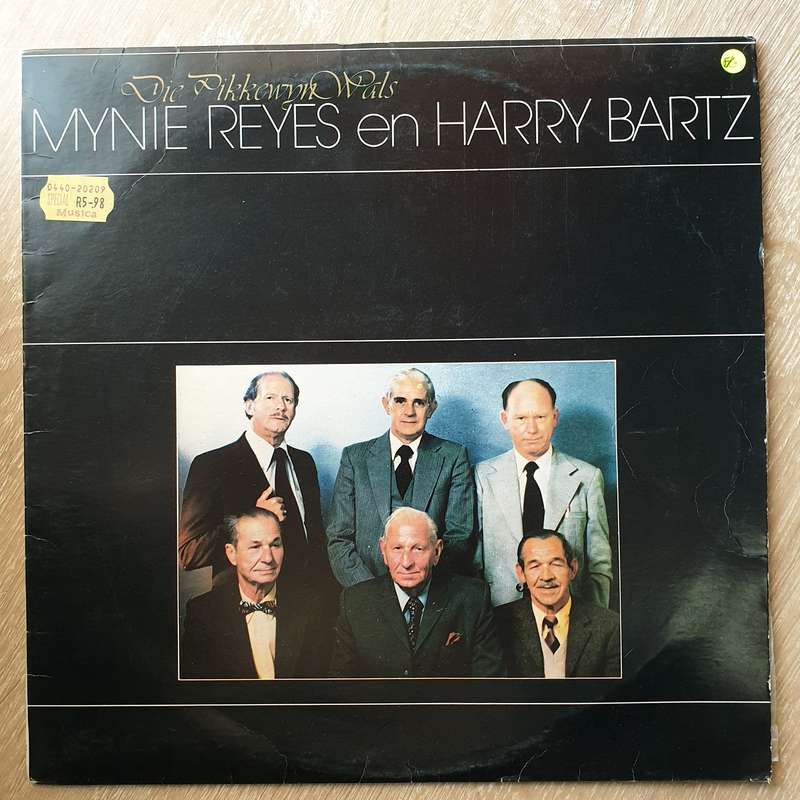 Die Pikkewyn Wals
MYNIE REYES en HARRY BARTZ
0440-20209
SPECIAL R5-98
Musica